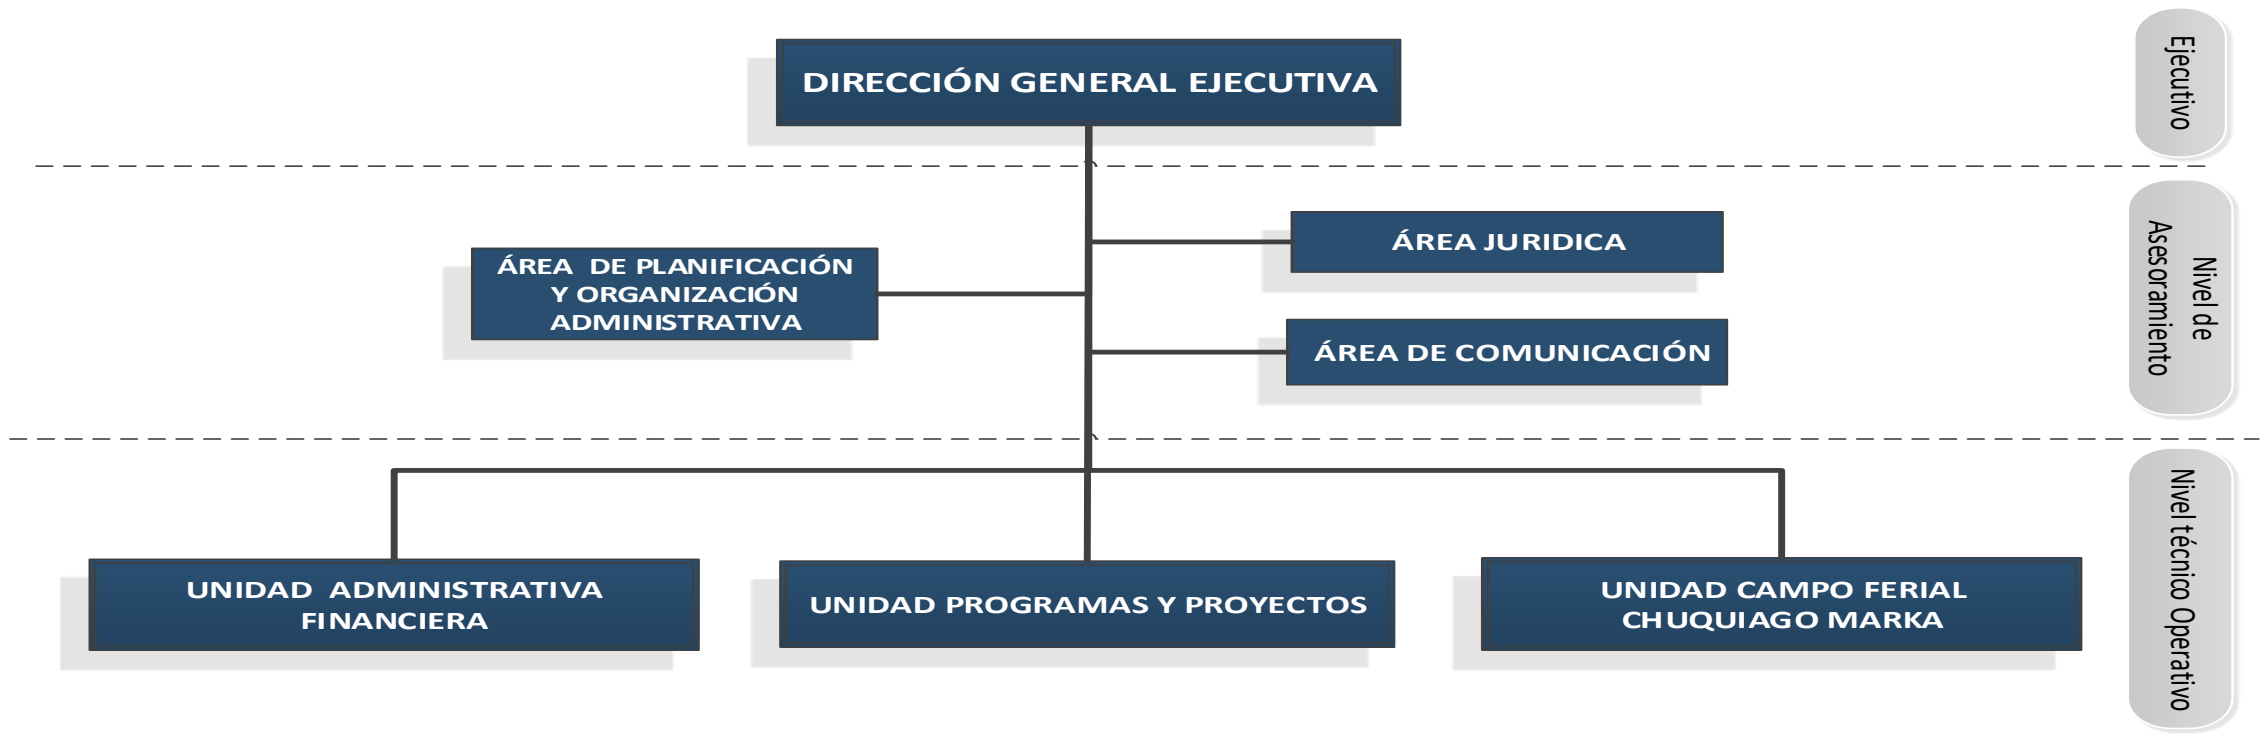 DIRECCIÓN GENERAL EJECUTIVA
Ejecutivo
ÁREA JURIDICA
ÁREA DE PLANIFICACIÓN
Y ORGANIZACIÓN
ADMINISTRATIVA
ÁREA DE COMUNICACIÓN
Nivel de
Asesoramiento
UNIDAD ADMINISTRATIVA
FINANCIERA
UNIDAD PROGRAMAS Y PROYECTOS
UNIDAD CAMPO FERIAL
CHUQUIAGO MARKA
Nivel técnico Operativo